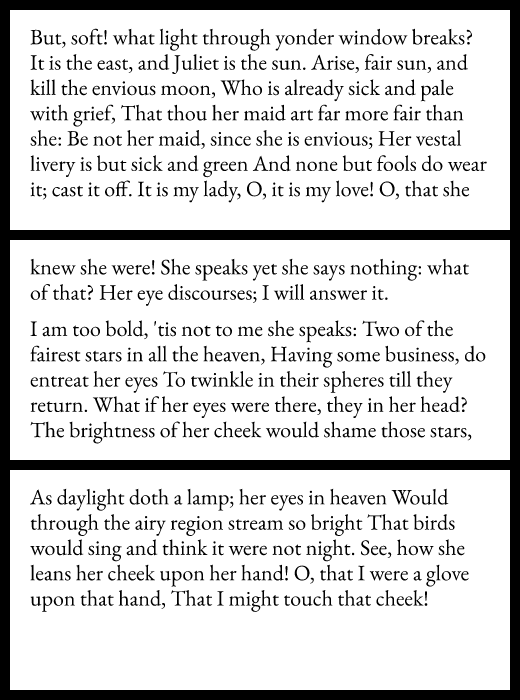 But, soft! what light through yonder window breaks?
It is the east, and Juliet is the sun. Arise, fair sun, and
kill the envious moon, Who is already sick and pale
with grief, That thou her maid art far more fair than
she: Be not her maid, since she is envious; Her vestal
livery is but sick and green And none but fools do wear
it; cast it off. It is my lady, O, it is my love! O, that she
knew she were! She speaks yet she says nothing: what
of that? Her eye discourses; I will answer it.
I am too bold, 'tis not to me she speaks: Two of the
fairest stars in all the heaven, Having some business, do
entreat her eyes To twinkle in their spheres till they
return. What if her eyes were there, they in her head?
The brightness of her cheek would shame those stars,
As daylight doth a lamp; her eyes in heaven Would
through the airy region stream so bright That birds
would sing and think it were not night. See, how she
leans her cheek upon her hand! O, that I were a glove
upon that hand, That I might touch that cheek!